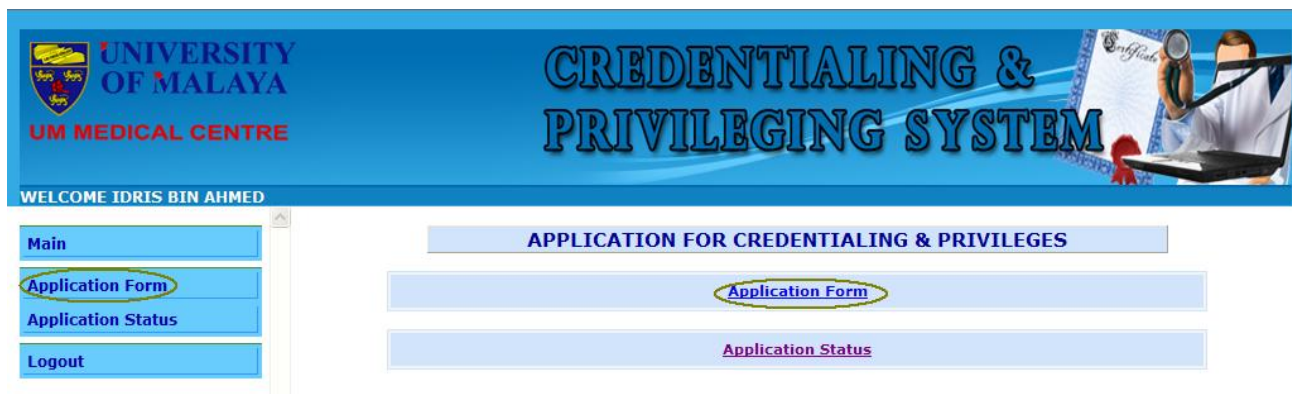 UNIVERSITY
OF MALAYA
UM MEDICAL CENTRE
CREDENTIALING &
PRIVILEGING SYSTEM
Certificate
WELCOME IDRIS BIN AHMED
Main
Application Form
Application Status
Logout
APPLICATION FOR CREDENTIALING & PRIVILEGES
Application Form
Application Status